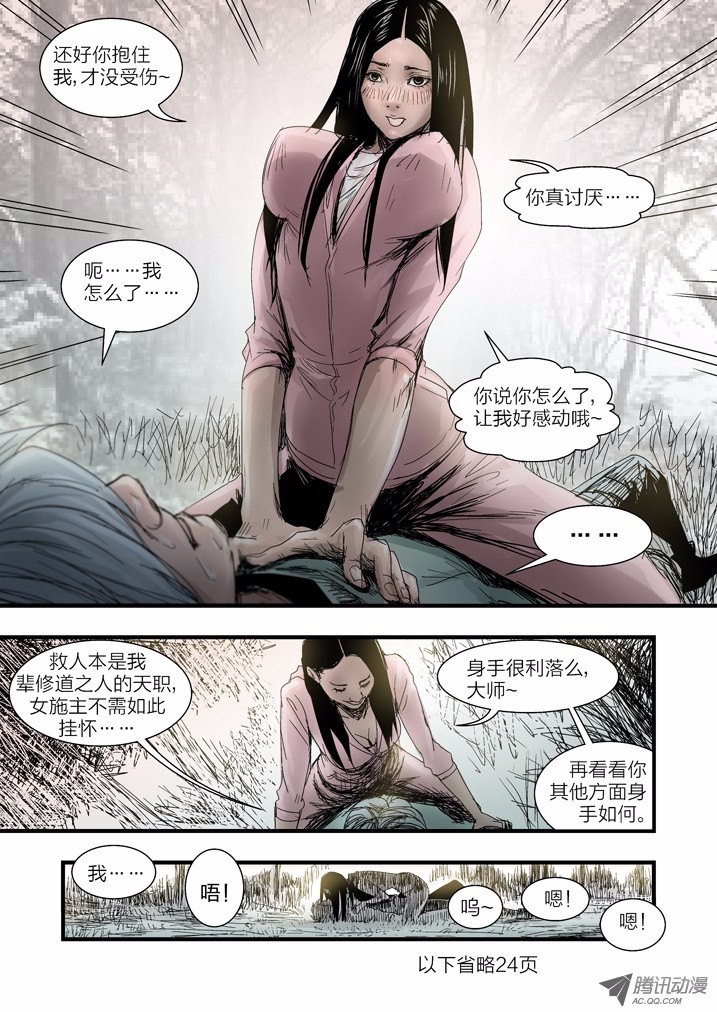 还好你抱住
我，才没受伤~
你真讨厌……
呃……我
怎么了……
你说你怎么了，
让我好感动哦~
……
救人本是我
辈修道之人的天职，
女施主不需如此
挂怀……
身手很利落么，
大师~
再看看你
其他方面身
手如何。
我……
唔！
呜~
嗯！
嗯！
以下省略24页
腾讯动漫
AC.QQ.COM